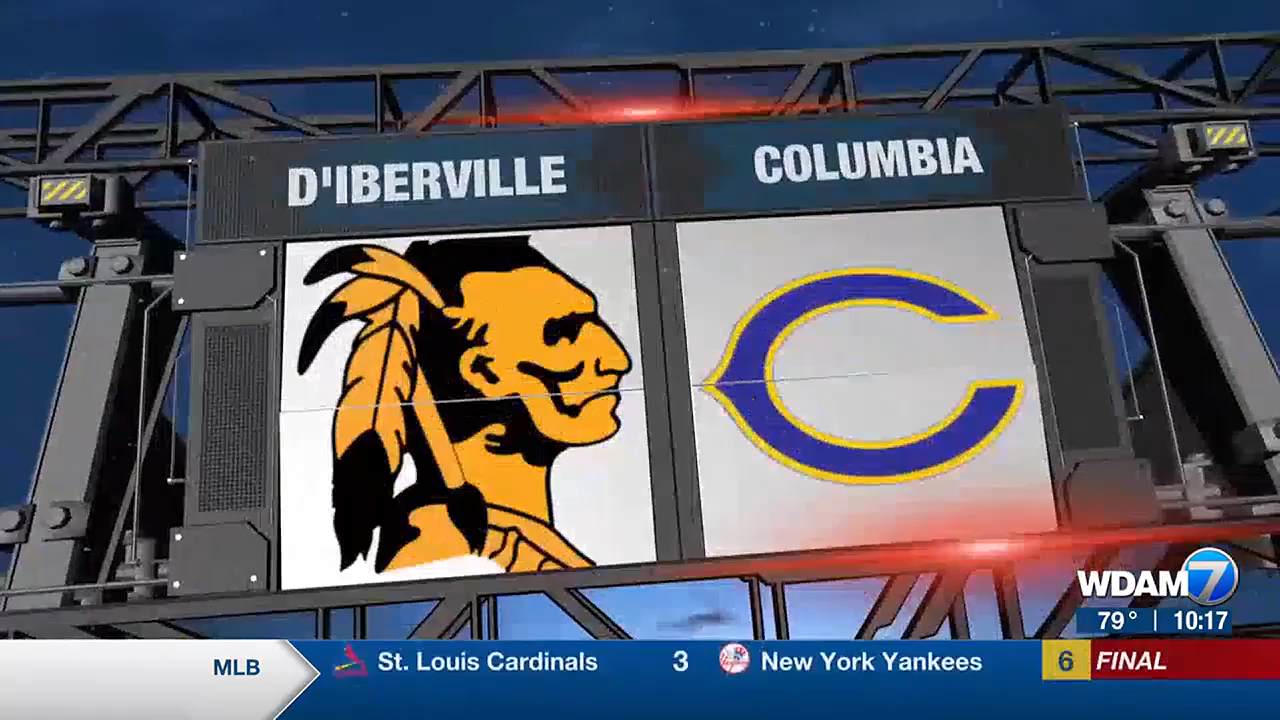 D'IBERVILLE
COLUMBIA
WDAM 7
79° | 10:17
MLB
St. Louis Cardinals 3 New York Yankees 6 FINAL